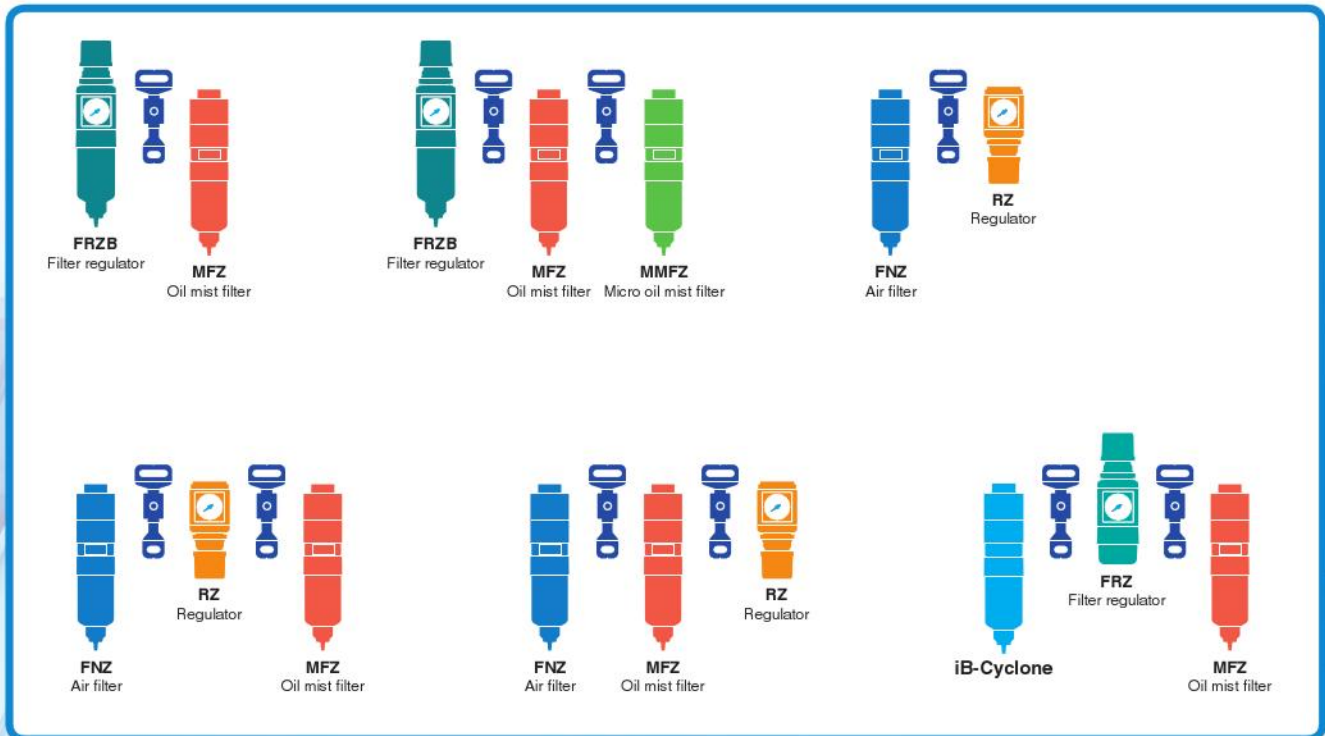 FRZB
Filter regulator
MFZ
Oil mist filter
FRZB
Filter regulator
MFZ
Oil mist filter
MMFZ
Micro oil mist filter
FNZ
Air filter
RZ
Regulator
FNZ
Air filter
RZ
Regulator
MFZ
Oil mist filter
FNZ
Air filter
MFZ
Oil mist filter
RZ
Regulator
iB-Cyclone
FRZ
Filter regulator
MFZ
Oil mist filter